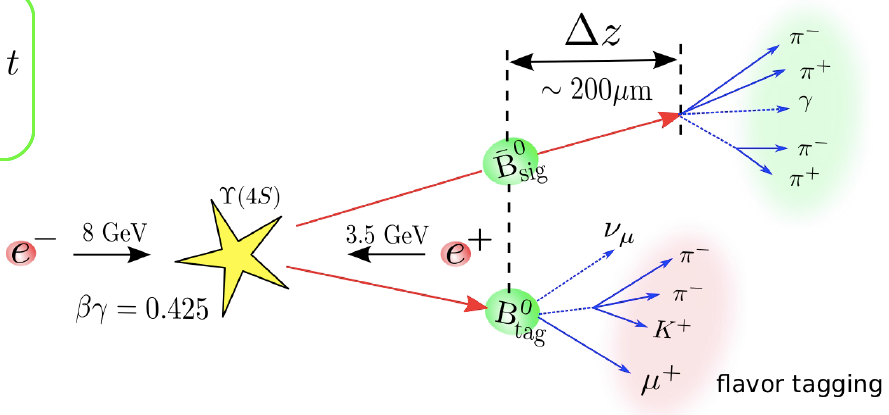 t
Δz
~ 200μm
π⁻
π⁺
γ
π⁻
π⁺
B̄⁰sig
Υ(4S)
e⁻
8 GeV
3.5 GeV
e⁺
βγ = 0.425
B⁰tag
νμ
π⁻
π⁻
K⁺
μ⁺
flavor tagging